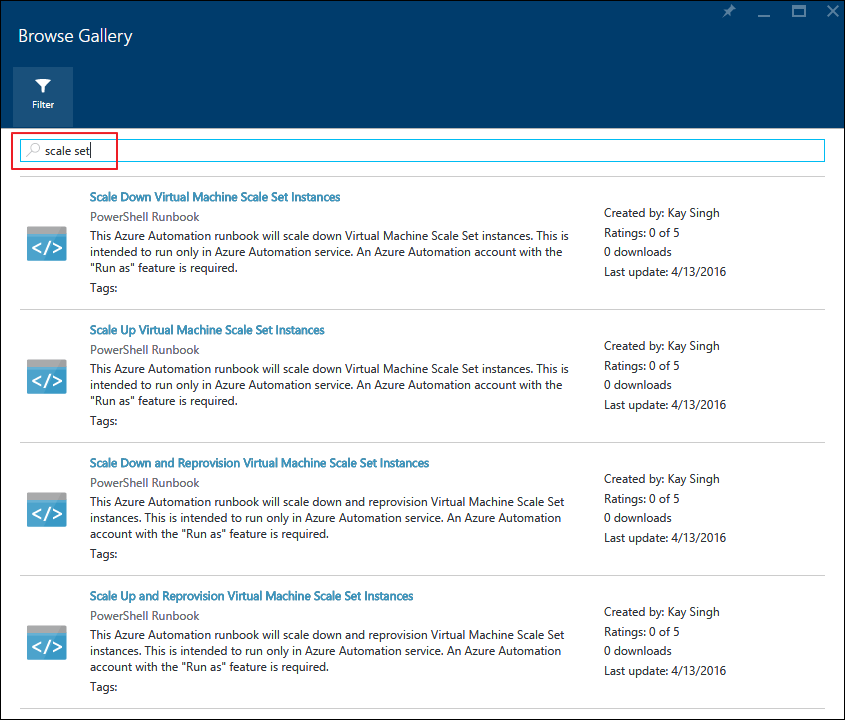 Browse Gallery
Filter
scale set
Scale Down Virtual Machine Scale Set Instances
PowerShell Runbook
This Azure Automation runbook will scale down Virtual Machine Scale Set instances. This is
intended to run only in Azure Automation service. An Azure Automation account with the
"Run as" feature is required.
Tags:
Created by: Kay Singh
Ratings: 0 of 5
0 downloads
Last update: 4/13/2016
Scale Up Virtual Machine Scale Set Instances
PowerShell Runbook
This Azure Automation runbook will scale down Virtual Machine Scale Set instances. This is
intended to run only in Azure Automation service. An Azure Automation account with the
"Run as" feature is required.
Tags:
Created by: Kay Singh
Ratings: 0 of 5
0 downloads
Last update: 4/13/2016
Scale Down and Reprovision Virtual Machine Scale Set Instances
PowerShell Runbook
This Azure Automation runbook will scale down and reprovision Virtual Machine Scale Set
instances. This is intended to run only in Azure Automation service. An Azure Automation
account with the "Run as" feature is required.
Tags:
Created by: Kay Singh
Ratings: 0 of 5
0 downloads
Last update: 4/13/2016
Scale Up and Reprovision Virtual Machine Scale Set Instances
PowerShell Runbook
This Azure Automation runbook will scale down and reprovision Virtual Machine Scale Set
instances. This is intended to run only in Azure Automation service. An Azure Automation
account with the "Run as" feature is required.
Tags:
Created by: Kay Singh
Ratings: 0 of 5
0 downloads
Last update: 4/13/2016